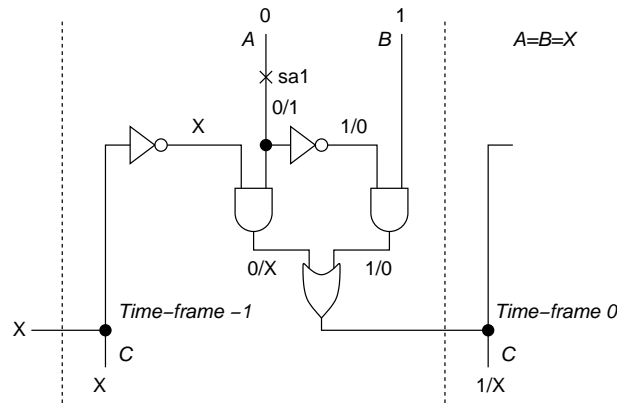 0 1
A B A=B=X
sa1
0/1
X 1/0
0/X 1/0
Time-frame -1 Time-frame 0
X
C C
X 1/X